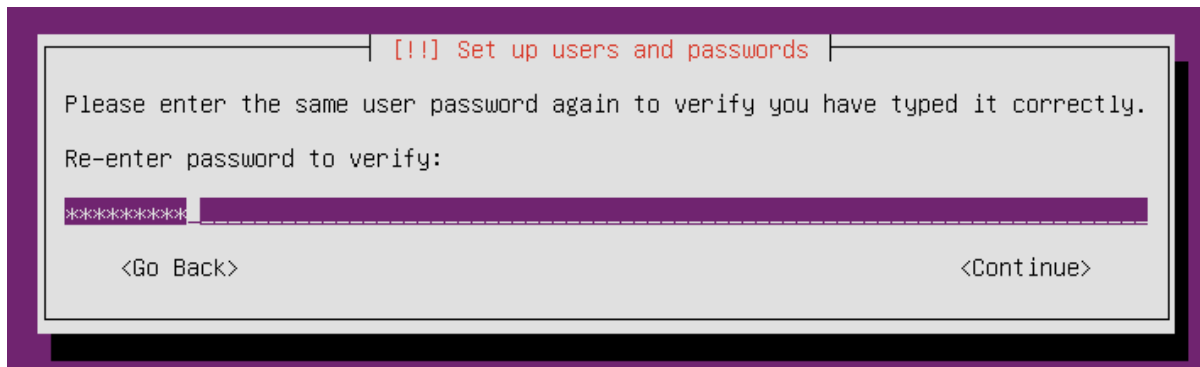 [!!] Set up users and passwords
Please enter the same user password again to verify you have typed it correctly.
Re-enter password to verify:
*********
<Go Back> <Continue>